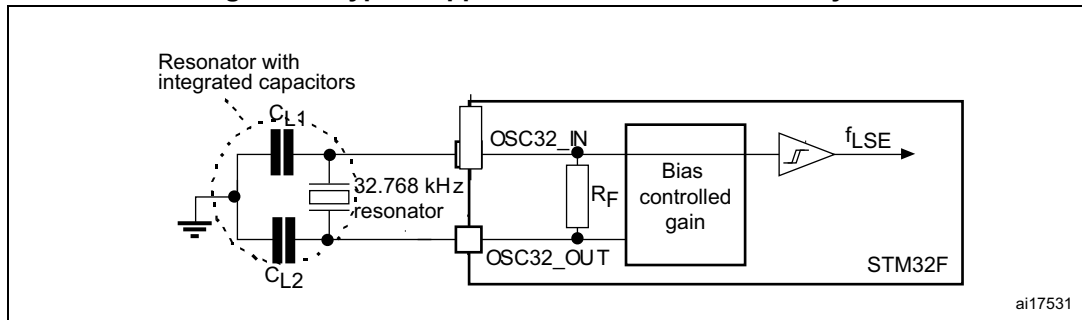 Resonator with
integrated capacitors
CL1
OSC32_IN
fLSE
32.768 kHz
resonator
RF
Bias
controlled
gain
OSC32_OUT
CL2
STM32F
ai17531